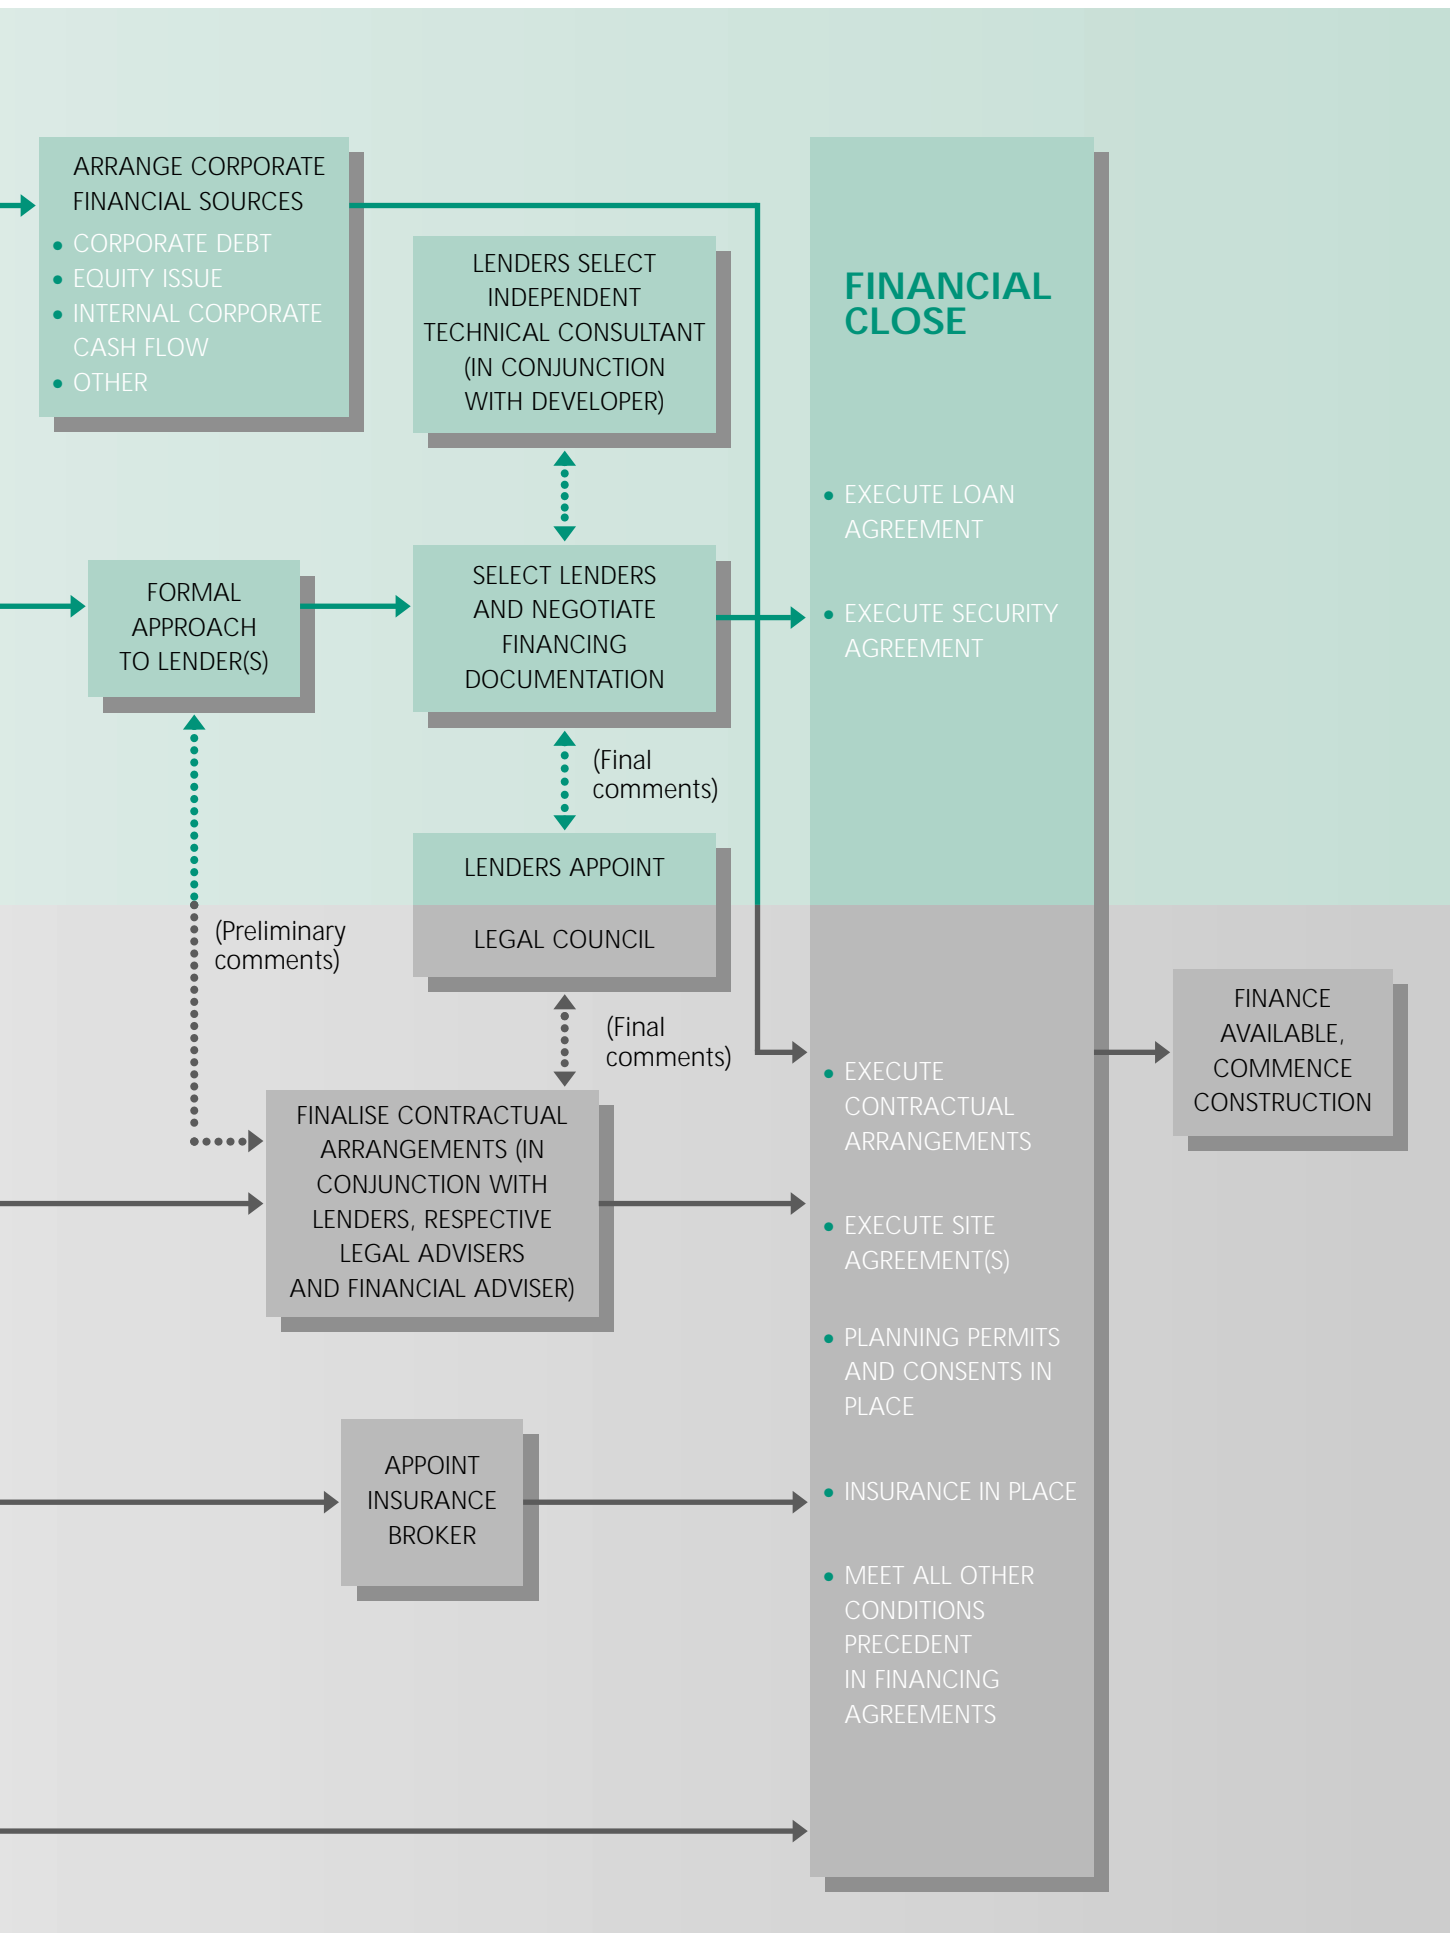 ARRANGE CORPORATE
FINANCIAL SOURCES
• CORPORATE DEBT
• EQUITY ISSUE
• INTERNAL CORPORATE
CASH FLOW
• OTHER
LENDERS SELECT
INDEPENDENT
TECHNICAL CONSULTANT
(IN CONJUNCTION
WITH DEVELOPER)
FORMAL
APPROACH
TO LENDER(S)
SELECT LENDERS
AND NEGOTIATE
FINANCING
DOCUMENTATION
(Final
comments)
LENDERS APPOINT
LEGAL COUNCIL
(Preliminary
comments)
(Final
comments)
FINALISE CONTRACTUAL
ARRANGEMENTS (IN
CONJUNCTION WITH
LENDERS, RESPECTIVE
LEGAL ADVISERS
AND FINANCIAL ADVISER)
APPOINT
INSURANCE
BROKER
FINANCIAL
CLOSE
• EXECUTE LOAN
AGREEMENT
• EXECUTE SECURITY
AGREEMENT
• EXECUTE
CONTRACTUAL
ARRANGEMENTS
• EXECUTE SITE
AGREEMENT(S)
• PLANNING PERMITS
AND CONSENTS IN
PLACE
• INSURANCE IN PLACE
• MEET ALL OTHER
CONDITIONS
PRECEDENT
IN FINANCING
AGREEMENTS
FINANCE
AVAILABLE,
COMMENCE
CONSTRUCTION